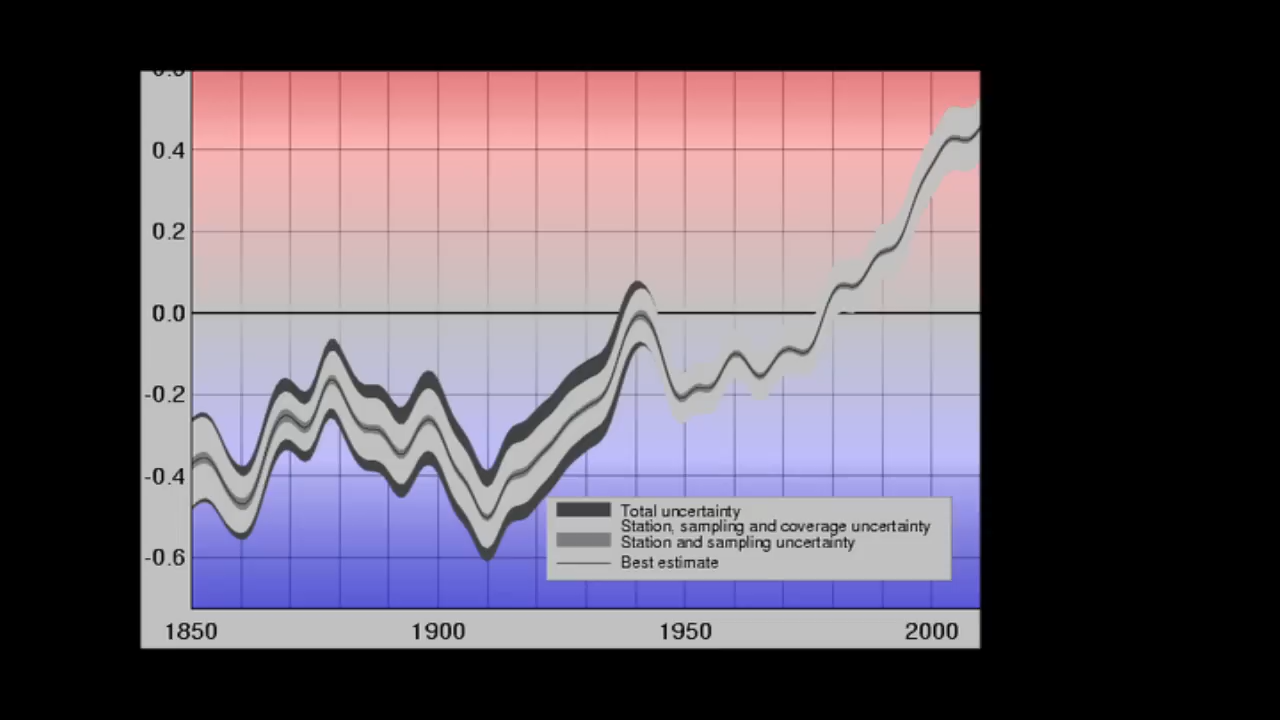 0.4
0.2
0.0
-0.2
-0.4
-0.6
Total uncertainty
Station, sampling and coverage uncertainty
Station and sampling uncertainty
Best estimate
1850 1900 1950 2000